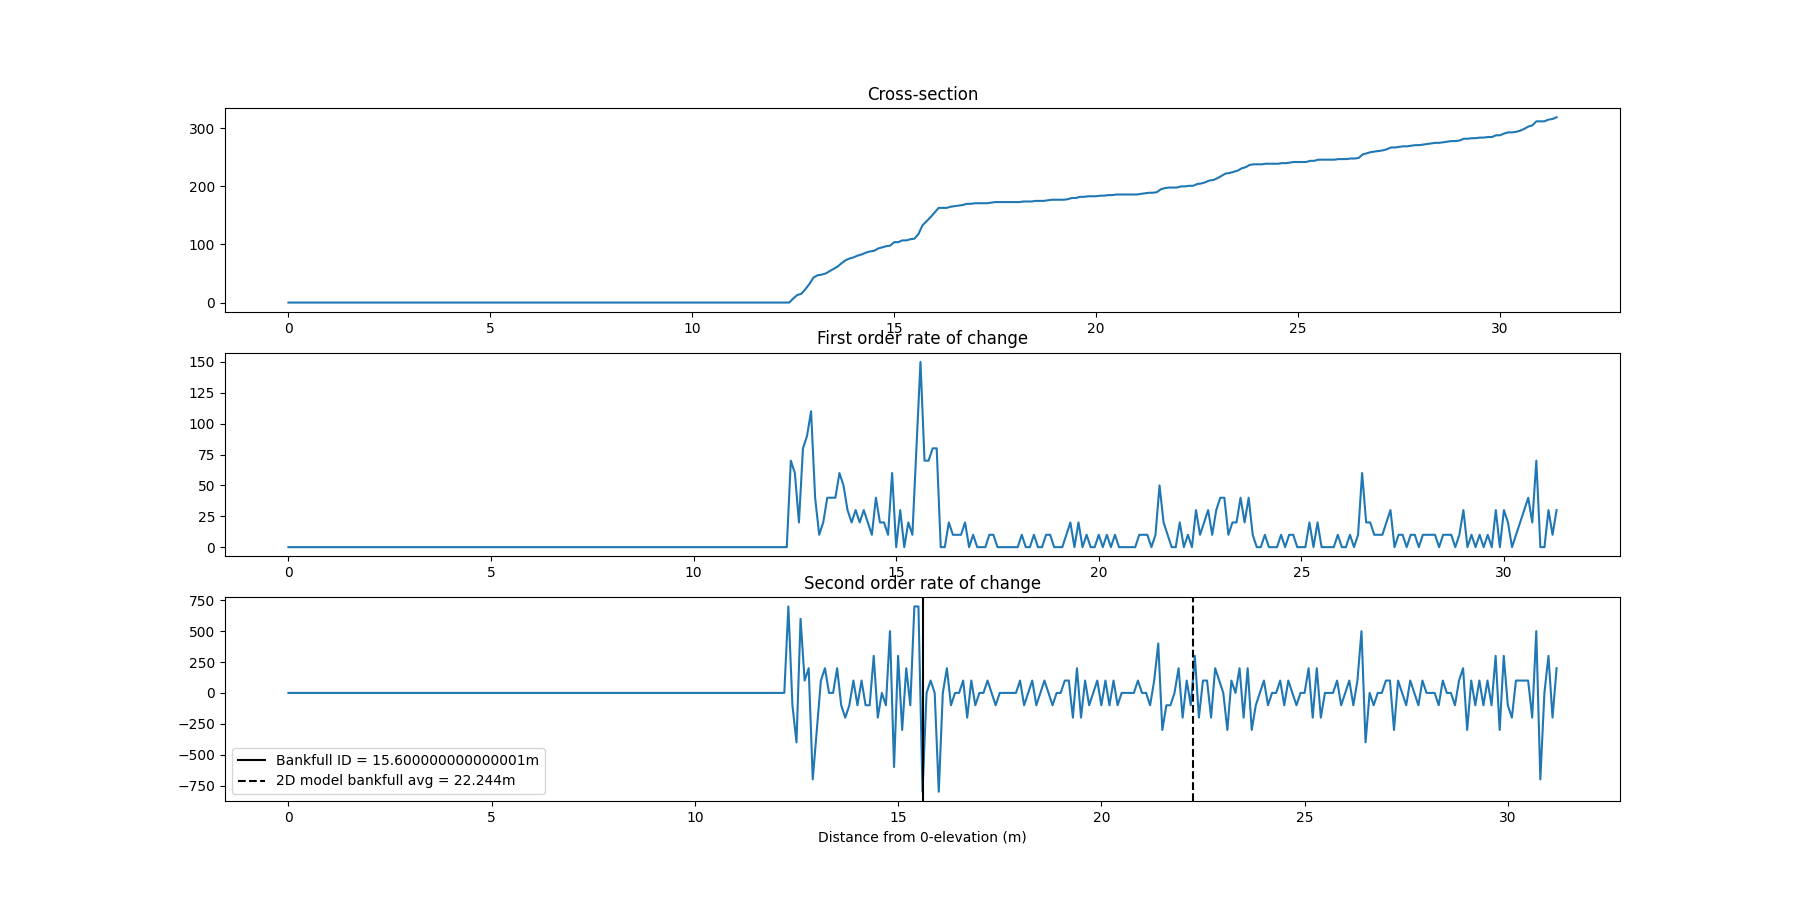 Cross-section
300
200
100
0
0 5 10 15 20 25 30
First order rate of change
150
125
100
75
50
25
0
0 5 10 15 20 25 30
Second order rate of change
750
500
250
0
−250
−500
−750
Bankfull ID = 15.600000000000001m
2D model bankfull avg = 22.244m
0 5 10 15 20 25 30
Distance from 0-elevation (m)